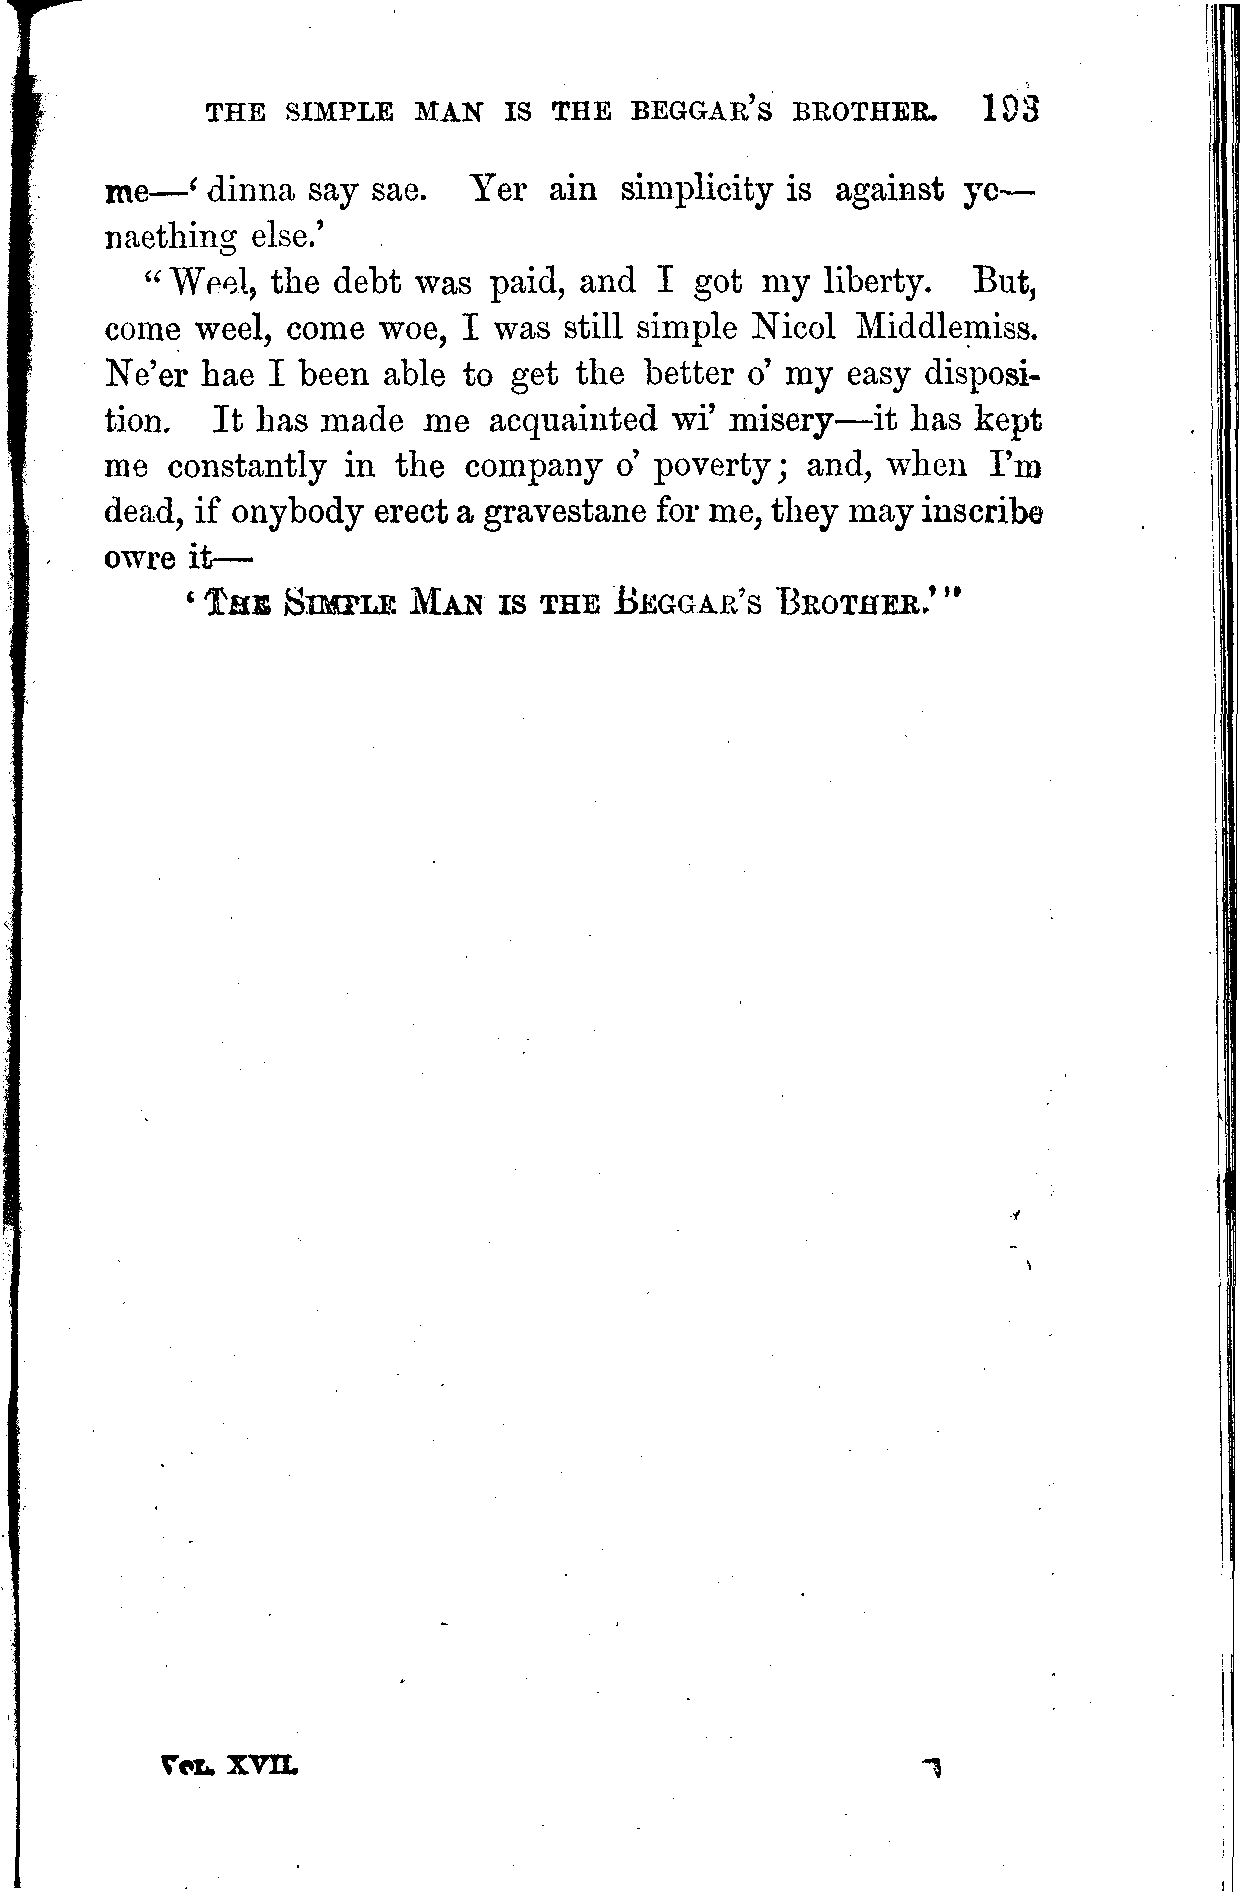 THE SIMPLE MAN IS THE BEGGAR'S BROTHER. 193
me—‘dinna say sae. Yer ain simplicity is against ye—
naething else.’
“Weel, the debt was paid, and I got my liberty. But,
come weel, come woe, I was still simple Nicol Middlemiss.
Ne’er hae I been able to get the better o’ my easy disposi-
tion. It has made me acquainted wi’ misery—it has kept
me constantly in the company o’ poverty; and, when I’m
dead, if onybody erect a gravestane for me, they may inscribe
owre it—
‘THE SIMPLE MAN IS THE BEGGAR’S BROTHER.’”
VOL. XVII.